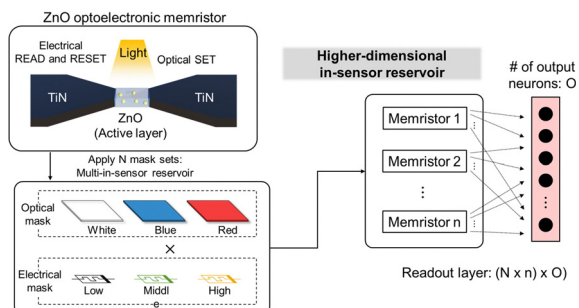 ZnO optoelectronic memristor
Electrical
READ and RESET
Light
Optical SET
TiN
TiN
ZnO
(Active layer)
Apply N mask sets:
Multi-in-sensor reservoir
Optical
mask
White
Blue
Red
×
Electrical
mask
Low
Middl
e
High
Higher-dimensional
in-sensor reservoir
Memristor 1
Memristor 2
⋮
Memristor n
# of output
neurons: O
Readout layer: (N x n) x O